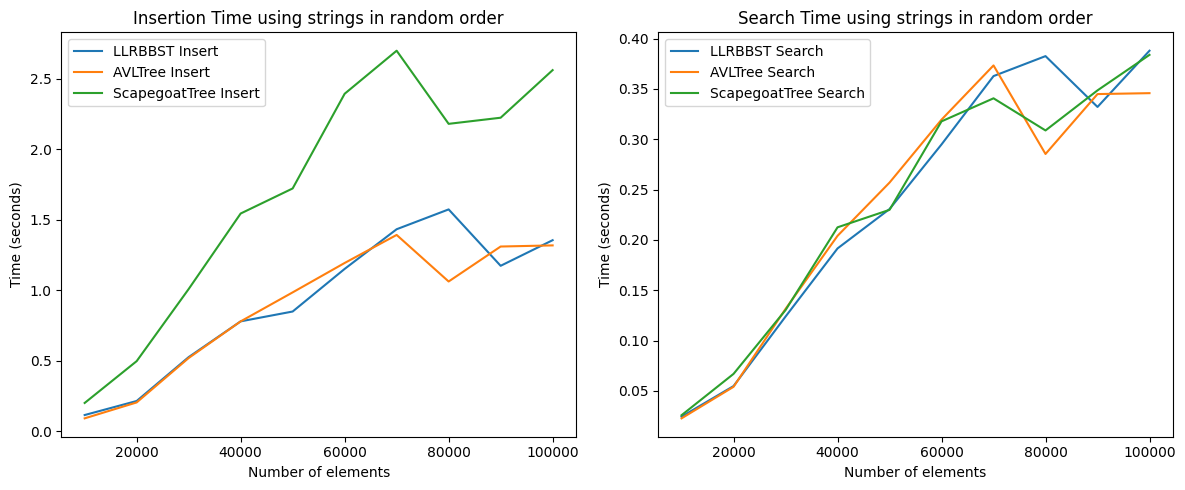 Insertion Time using strings in random order
LLRBBST Insert
AVLTree Insert
ScapegoatTree Insert
Time (seconds)
2.5
2.0
1.5
1.0
0.5
0.0
20000 40000 60000 80000 100000
Number of elements
Search Time using strings in random order
LLRBBST Search
AVLTree Search
ScapegoatTree Search
Time (seconds)
0.40
0.35
0.30
0.25
0.20
0.15
0.10
0.05
20000 40000 60000 80000 100000
Number of elements